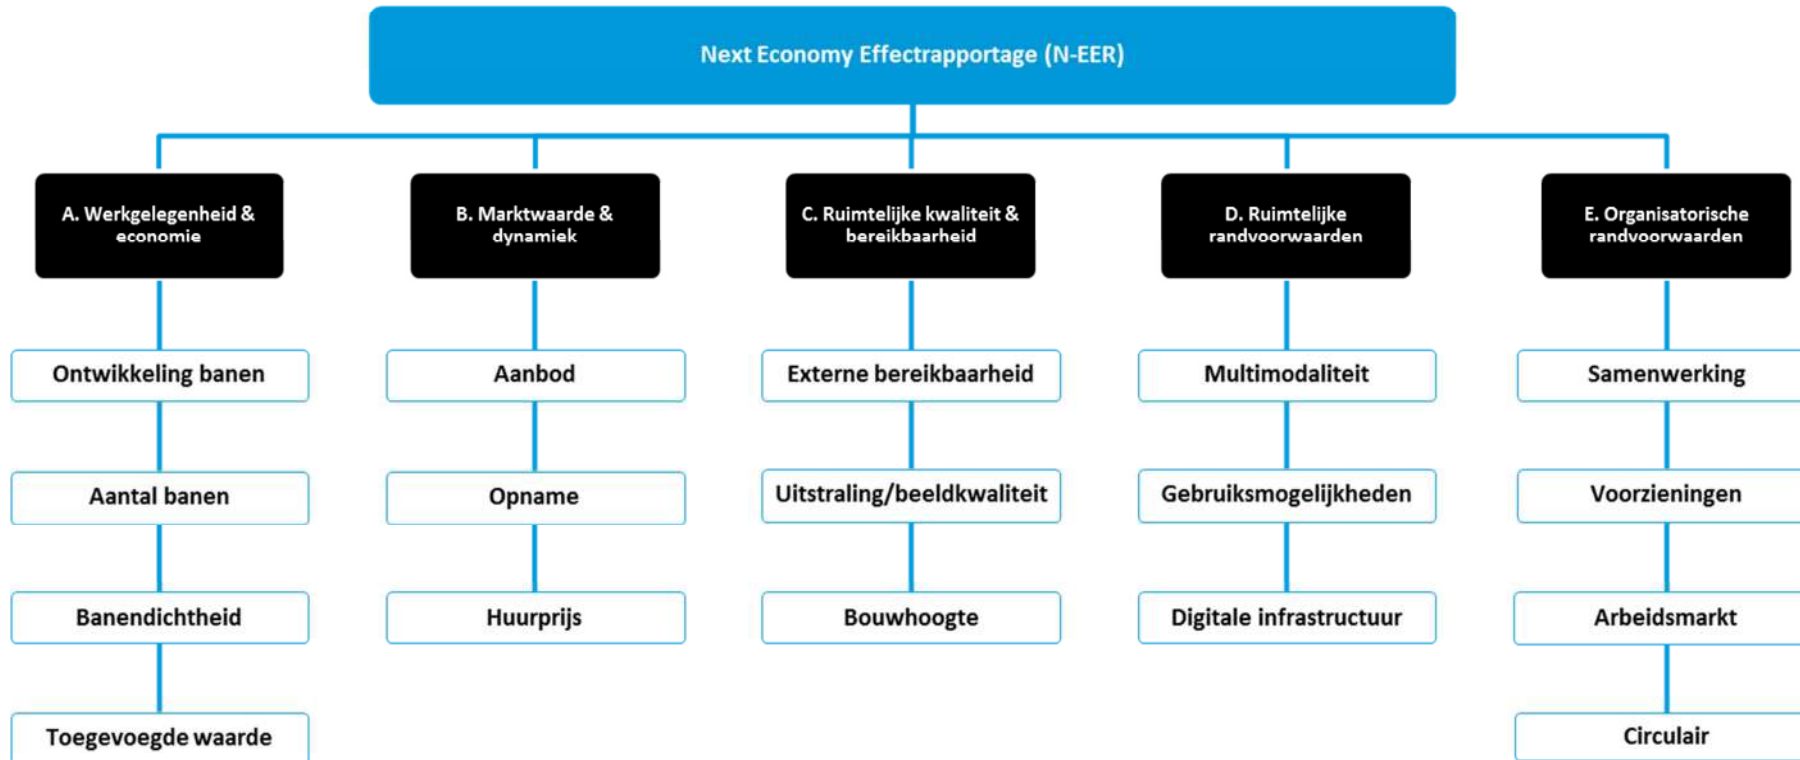 Next Economy Effectrapportage (N-EER)
A. Werkgelegenheid &
economie
B. Marktwaarde &
dynamiek
C. Ruimtelijke kwaliteit &
bereikbaarheid
D. Ruimtelijke
randvoorwaarden
E. Organisatorische
randvoorwaarden
Ontwikkeling banen
Aanbod
Externe bereikbaarheid
Multimodaliteit
Samenwerking
Aantal banen
Opname
Uitstraling/beeldkwaliteit
Gebruiksmogelijkheden
Voorzieningen
Banendichtheid
Huurprijs
Bouwhoogte
Digitale infrastructuur
Arbeidsmarkt
Toegevoegde waarde
Circulair